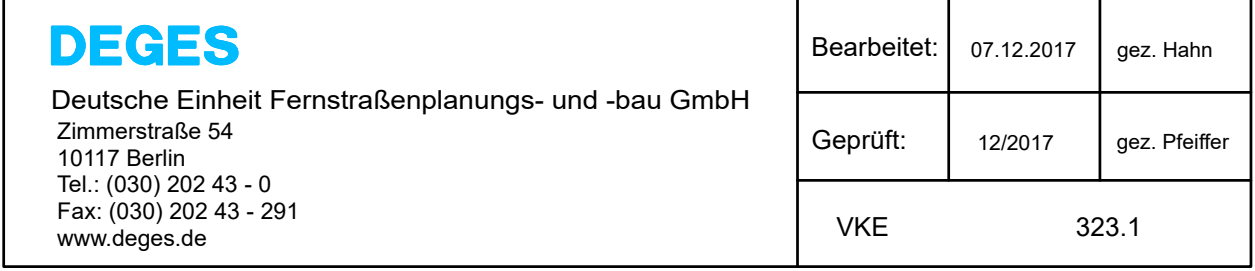 DEGES
Deutsche Einheit Fernstraßenplanungs- und -bau GmbH
Zimmerstraße 54
10117 Berlin
Tel.: (030) 202 43 - 0
Fax: (030) 202 43 - 291
www.deges.de
Bearbeitet: 07.12.2017 gez. Hahn
Geprüft: 12/2017 gez. Pfeiffer
VKE 323.1